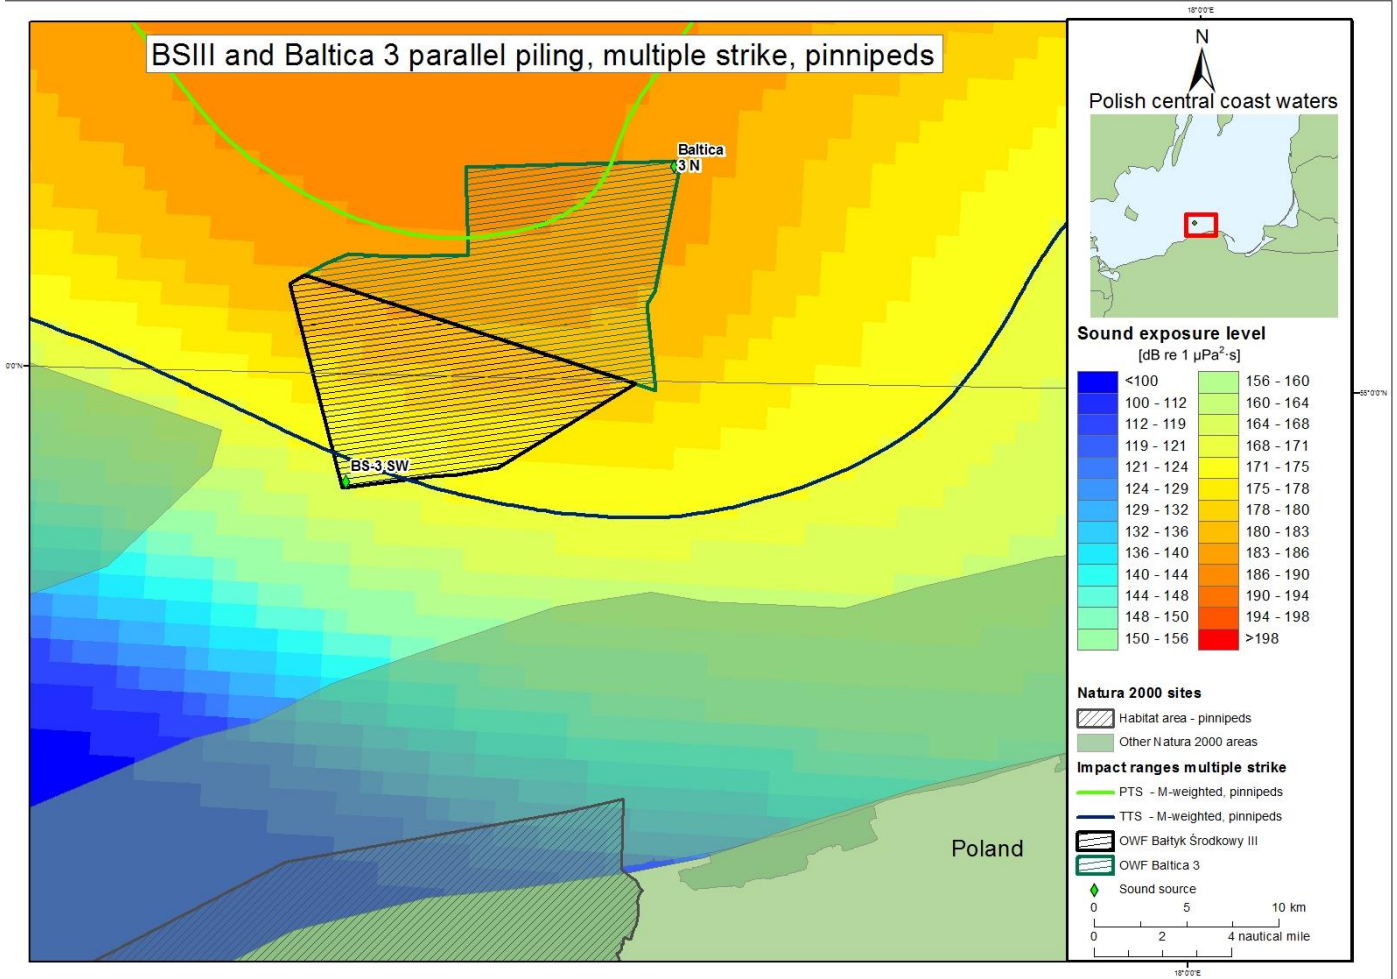 18°0'0"E
BSIII and Baltica 3 parallel piling, multiple strike, pinnipeds
N
Polish central coast waters
Baltica
3 N
BS-3 SW
0'0"N
55°0'0"N
Poland
Sound exposure level
[dB re 1 µPa²·s]
<100
100 - 112
112 - 119
119 - 121
121 - 124
124 - 129
129 - 132
132 - 136
136 - 140
140 - 144
144 - 148
148 - 150
150 - 156
156 - 160
160 - 164
164 - 168
168 - 171
171 - 175
175 - 178
178 - 180
180 - 183
183 - 186
186 - 190
190 - 194
194 - 198
>198
Natura 2000 sites
Habitat area - pinnipeds
Other Natura 2000 areas
Impact ranges multiple strike
PTS - M-weighted, pinnipeds
TTS - M-weighted, pinnipeds
OWF Bałtyk Środkowy III
OWF Baltica 3
Sound source
0 5 10 km
0 2 4 nautical mile
18°0'0"E